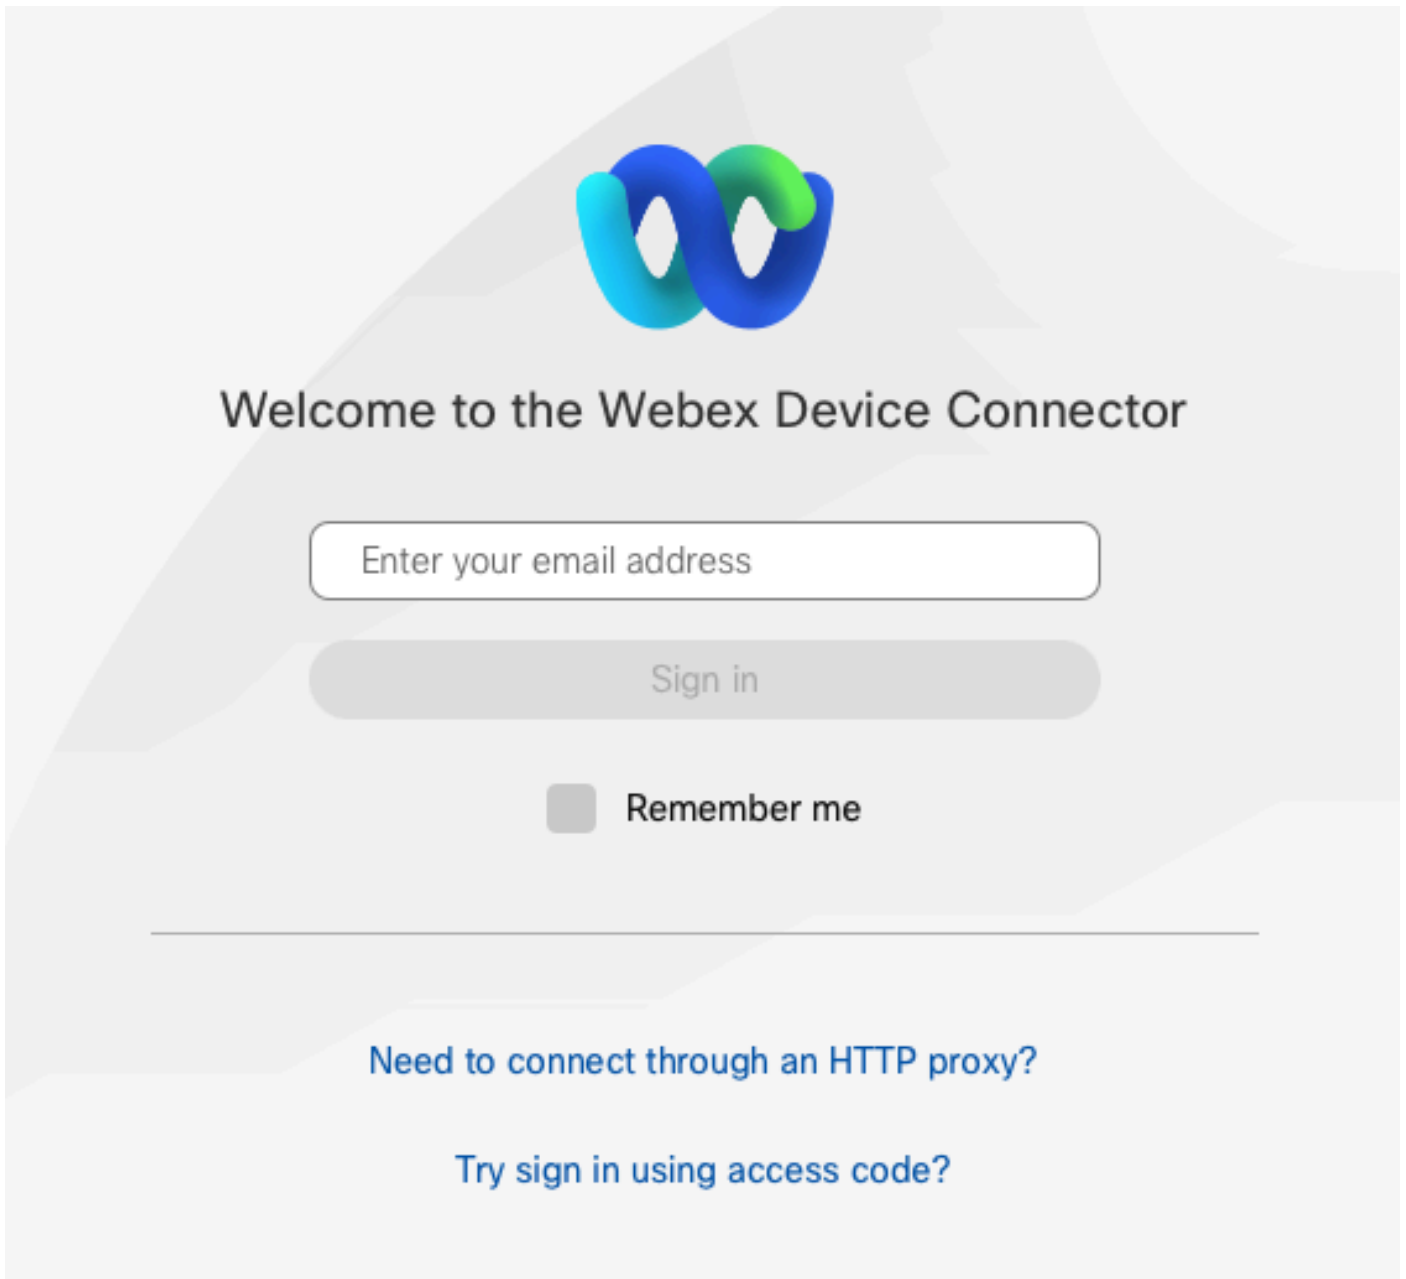 Welcome to the Webex Device Connector
Enter your email address
Sign in
Remember me
Need to connect through an HTTP proxy?
Try sign in using access code?